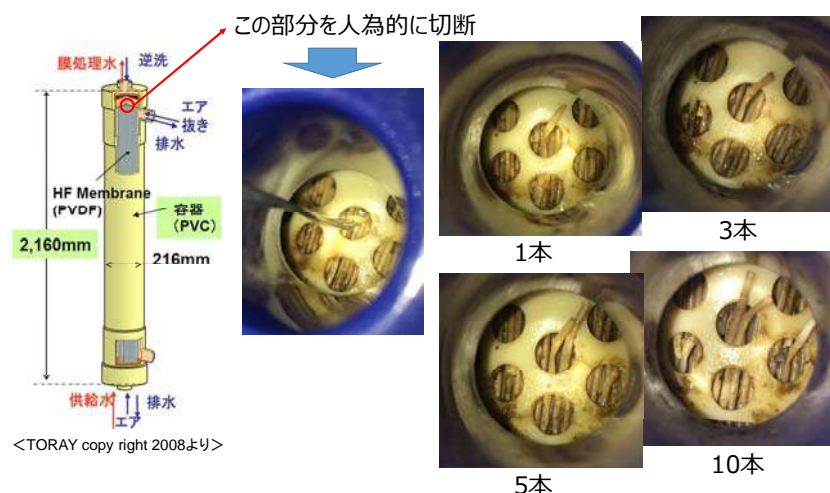 この部分を人為的に切断
膜処理水
逆洗
エア
抜き
排水
HF Membrane
(PVDF)
容器
(PVC)
2,160mm
216mm
供給水
排水
エア
<TORAY copy right 2008より>
1本
3本
5本
10本